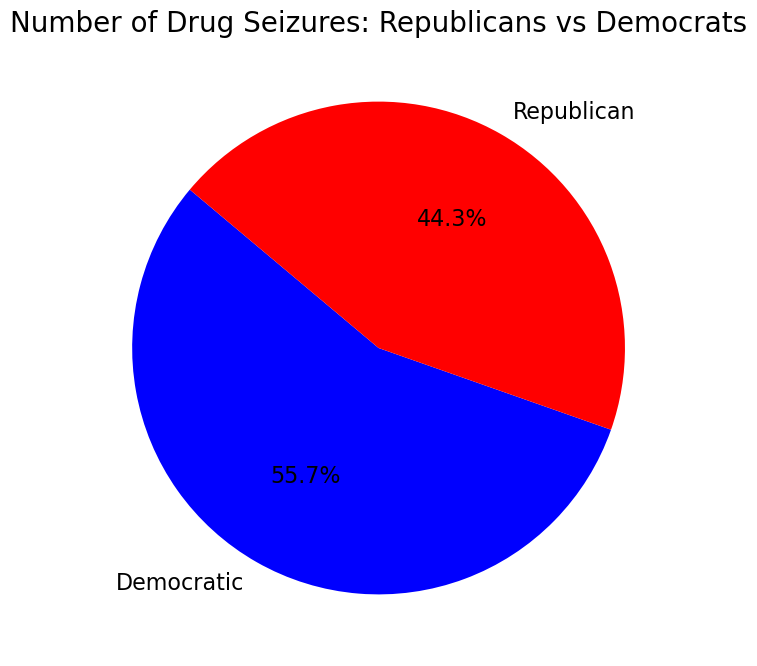 Number of Drug Seizures: Republicans vs Democrats
Republican
44.3%
55.7%
Democratic